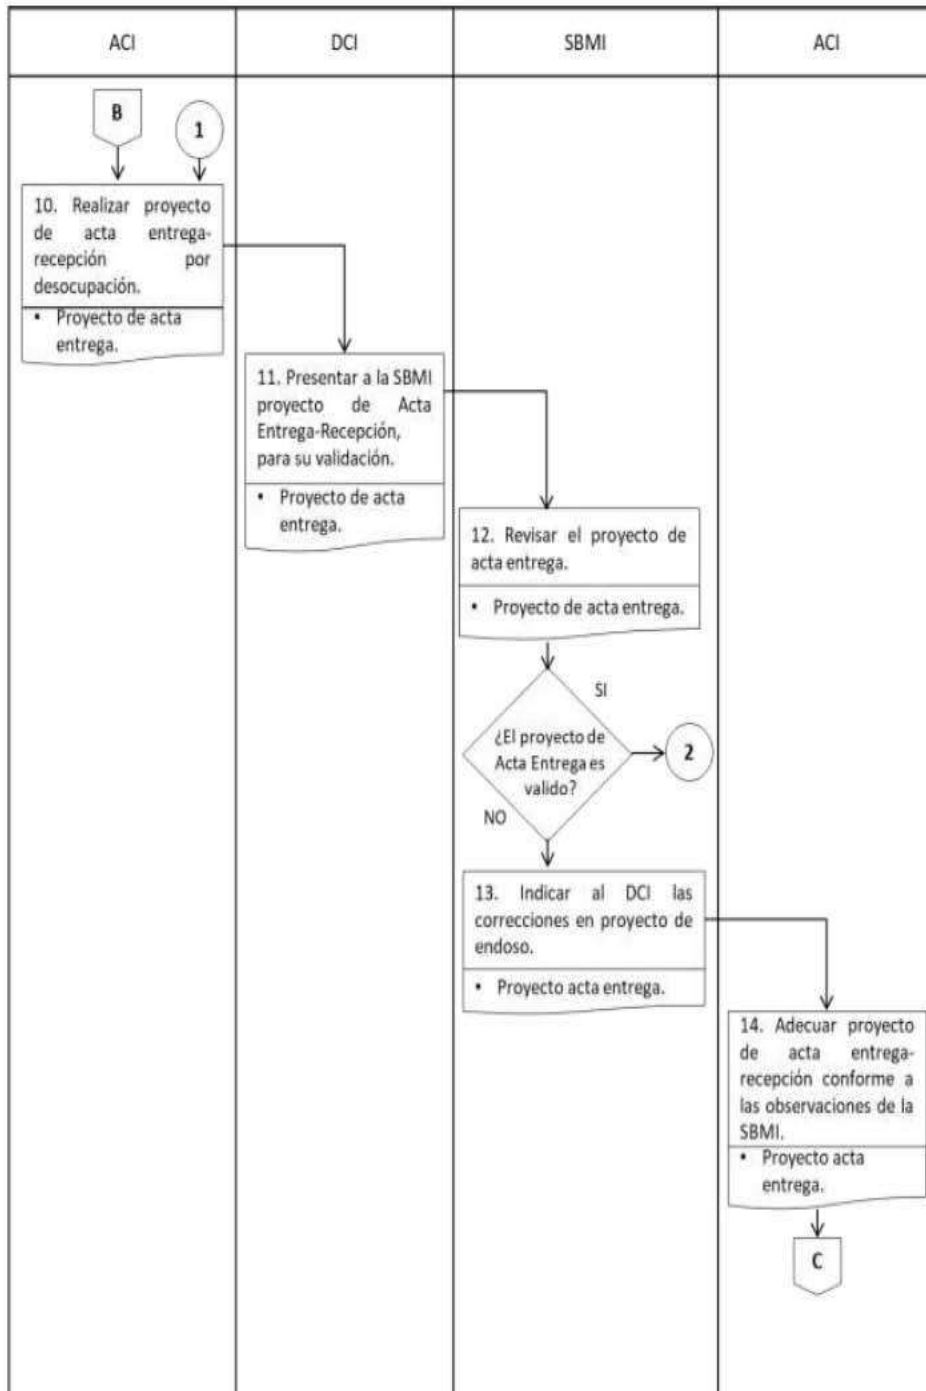 ACI
DCI
SBMI
ACI
B
1
10. Realizar proyecto
de acta entrega-
recepción por
desocupación.
• Proyecto de acta
entrega.
11. Presentar a la SBMI
proyecto de Acta
Entrega-Recepción,
para su validación.
• Proyecto de acta
entrega.
12. Revisar el proyecto de
acta entrega.
• Proyecto de acta entrega.
SI
¿El proyecto de
Acta Entrega es
valido?
2
NO
13. Indicar al DCI las
correcciones en proyecto de
endoso.
• Proyecto acta entrega.
14. Adecuar proyecto
de acta entrega-
recepción conforme a
las observaciones de la
SBMI.
• Proyecto acta
entrega.
C